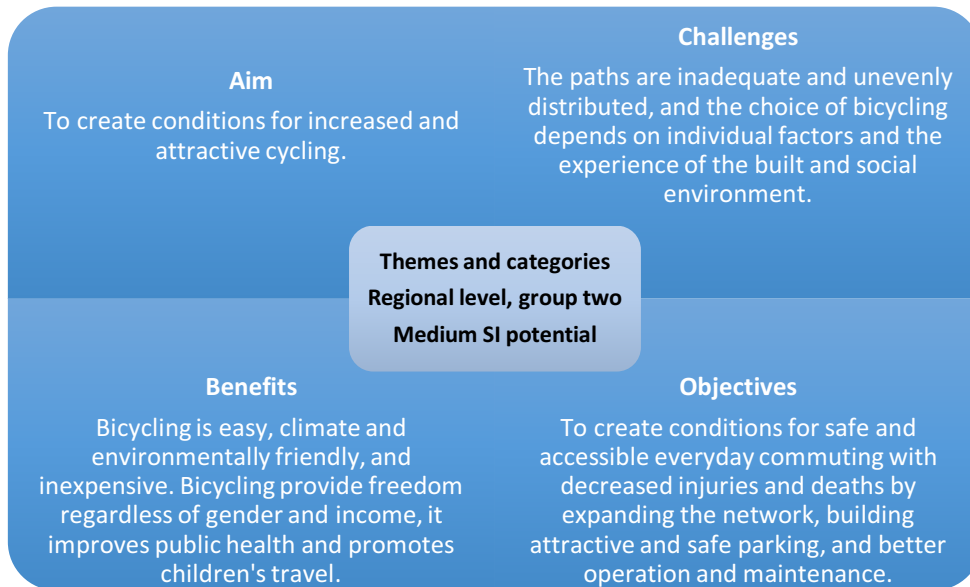 Aim
To create conditions for increased and
attractive cycling.
Challenges
The paths are inadequate and unevenly
distributed, and the choice of bicycling
depends on individual factors and the
experience of the built and social
environment.
Themes and categories
Regional level, group two
Medium SI potential
Benefits
Bicycling is easy, climate and
environmentally friendly, and
inexpensive. Bicycling provide freedom
regardless of gender and income, it
improves public health and promotes
children's travel.
Objectives
To create conditions for safe and
accessible everyday commuting with
decreased injuries and deaths by
expanding the network, building
attractive and safe parking, and better
operation and maintenance.